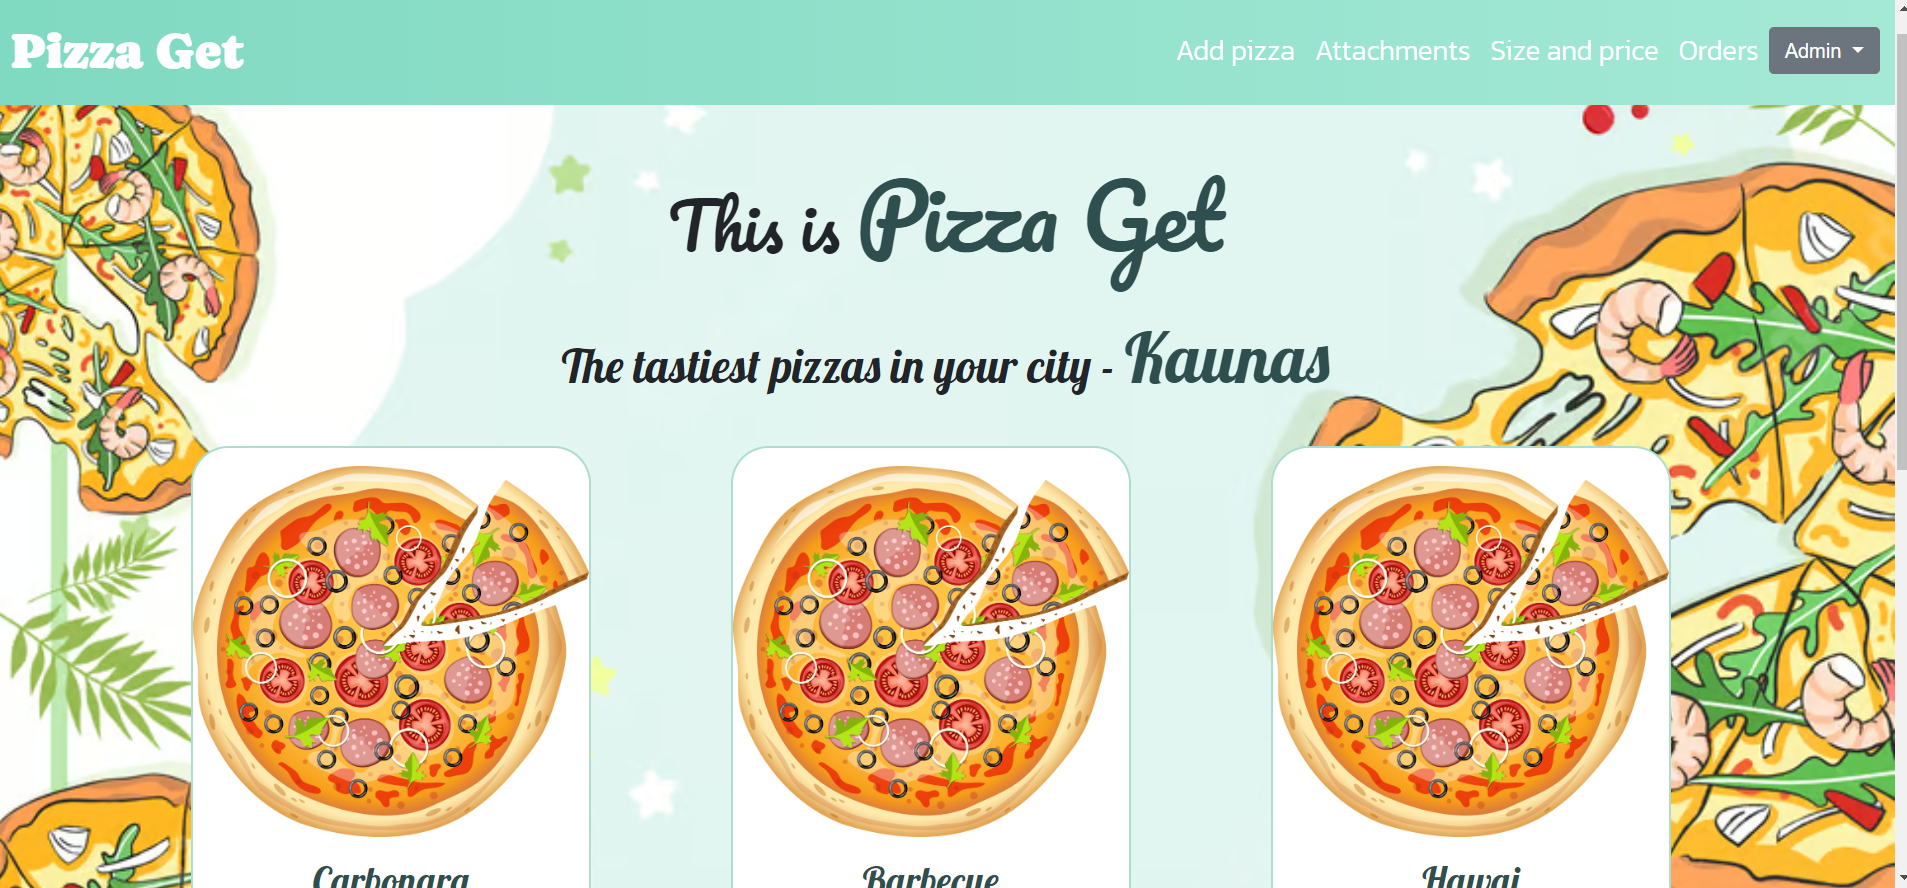 Pizza Get
Add pizza Attachments Size and price Orders Admin
This is Pizza Get
The tastiest pizzas in your city - Kaunas
Carbonara Barbecue Hawai